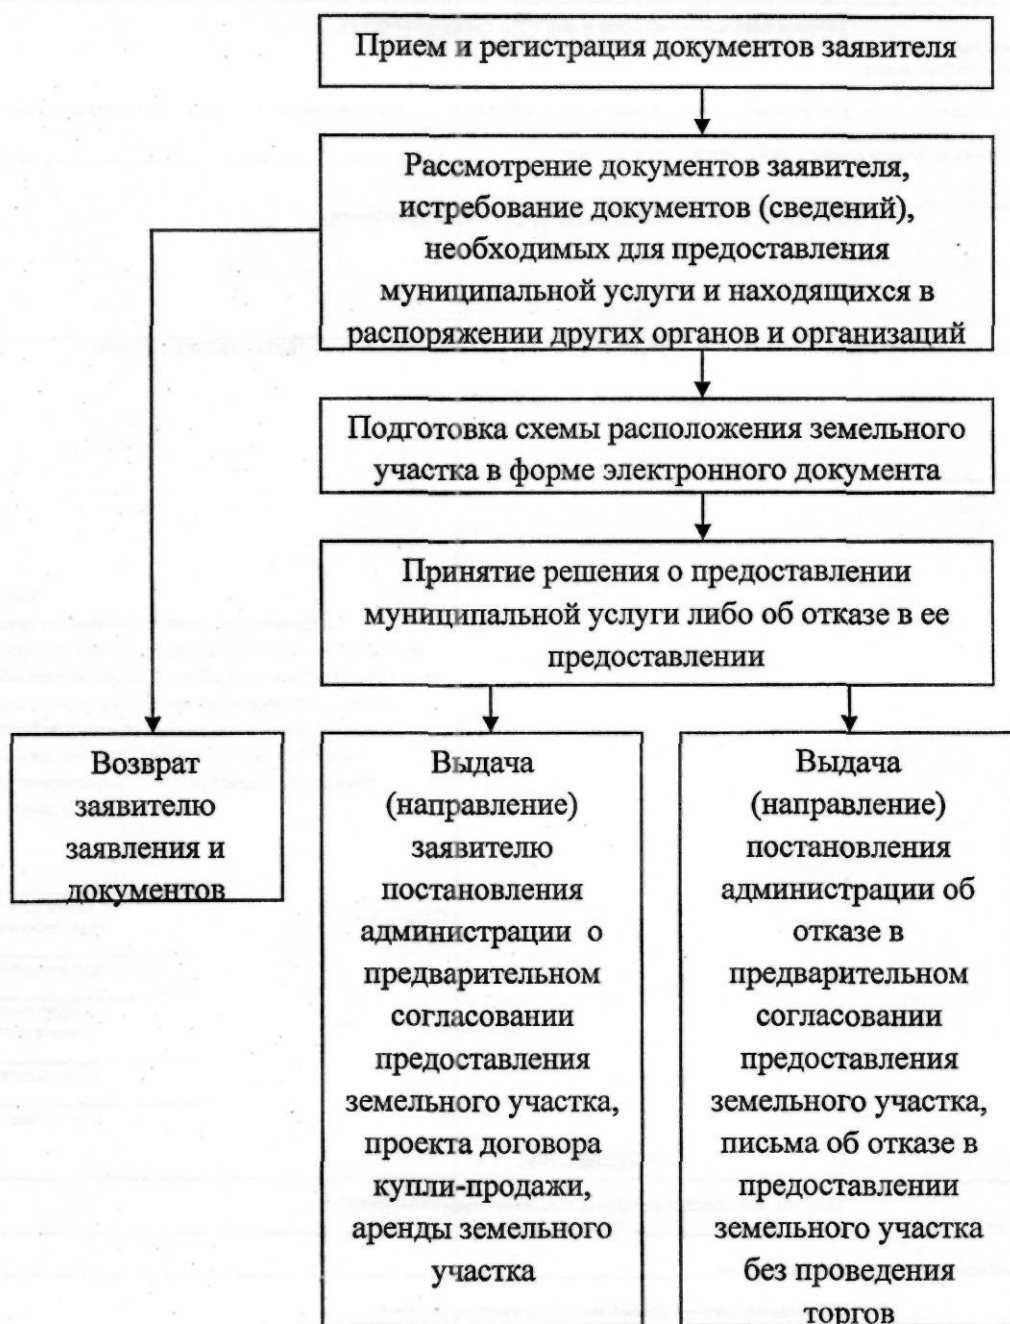 Прием и регистрация документов заявителя
Рассмотрение документов заявителя,
истребование документов (сведений),
необходимых для предоставления
муниципальной услуги и находящихся в
распоряжении других органов и организаций
Подготовка схемы расположения земельного
участка в форме электронного документа
Принятие решения о предоставлении
муниципальной услуги либо об отказе в ее
предоставлении
Возврат
заявителю
заявления и
документов
Выдача
(направление)
заявителю
постановления
администрации о
предварительном
согласовании
предоставления
земельного участка,
проекта договора
купли-продажи,
аренды земельного
участка
Выдача
(направление)
постановления
администрации об
отказе в
предварительном
согласовании
предоставления
земельного участка,
письма об отказе в
предоставлении
земельного участка
без проведения
торгов